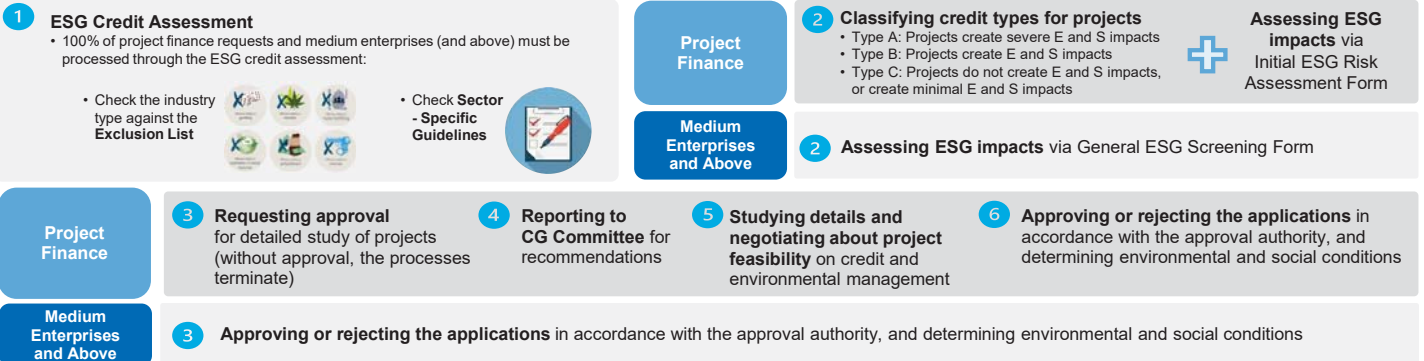 1
ESG Credit Assessment
• 100% of project finance requests and medium enterprises (and above) must be
processed through the ESG credit assessment:
• Check the industry
type against the
Exclusion List
• Check Sector
- Specific
Guidelines
Project
Finance
2
Classifying credit types for projects
• Type A: Projects create severe E and S impacts
• Type B: Projects create E and S impacts
• Type C: Projects do not create E and S impacts,
or create minimal E and S impacts
Assessing ESG
impacts via
Initial ESG Risk
Assessment Form
Medium
Enterprises
and Above
2
Assessing ESG impacts via General ESG Screening Form
Project
Finance
3
Requesting approval
for detailed study of projects
(without approval, the processes
terminate)
4
Reporting to
CG Committee for
recommendations
5
Studying details and
negotiating about project
feasibility on credit and
environmental management
6
Approving or rejecting the applications in
accordance with the approval authority, and
determining environmental and social conditions
Medium
Enterprises
and Above
3
Approving or rejecting the applications in accordance with the approval authority, and determining environmental and social conditions